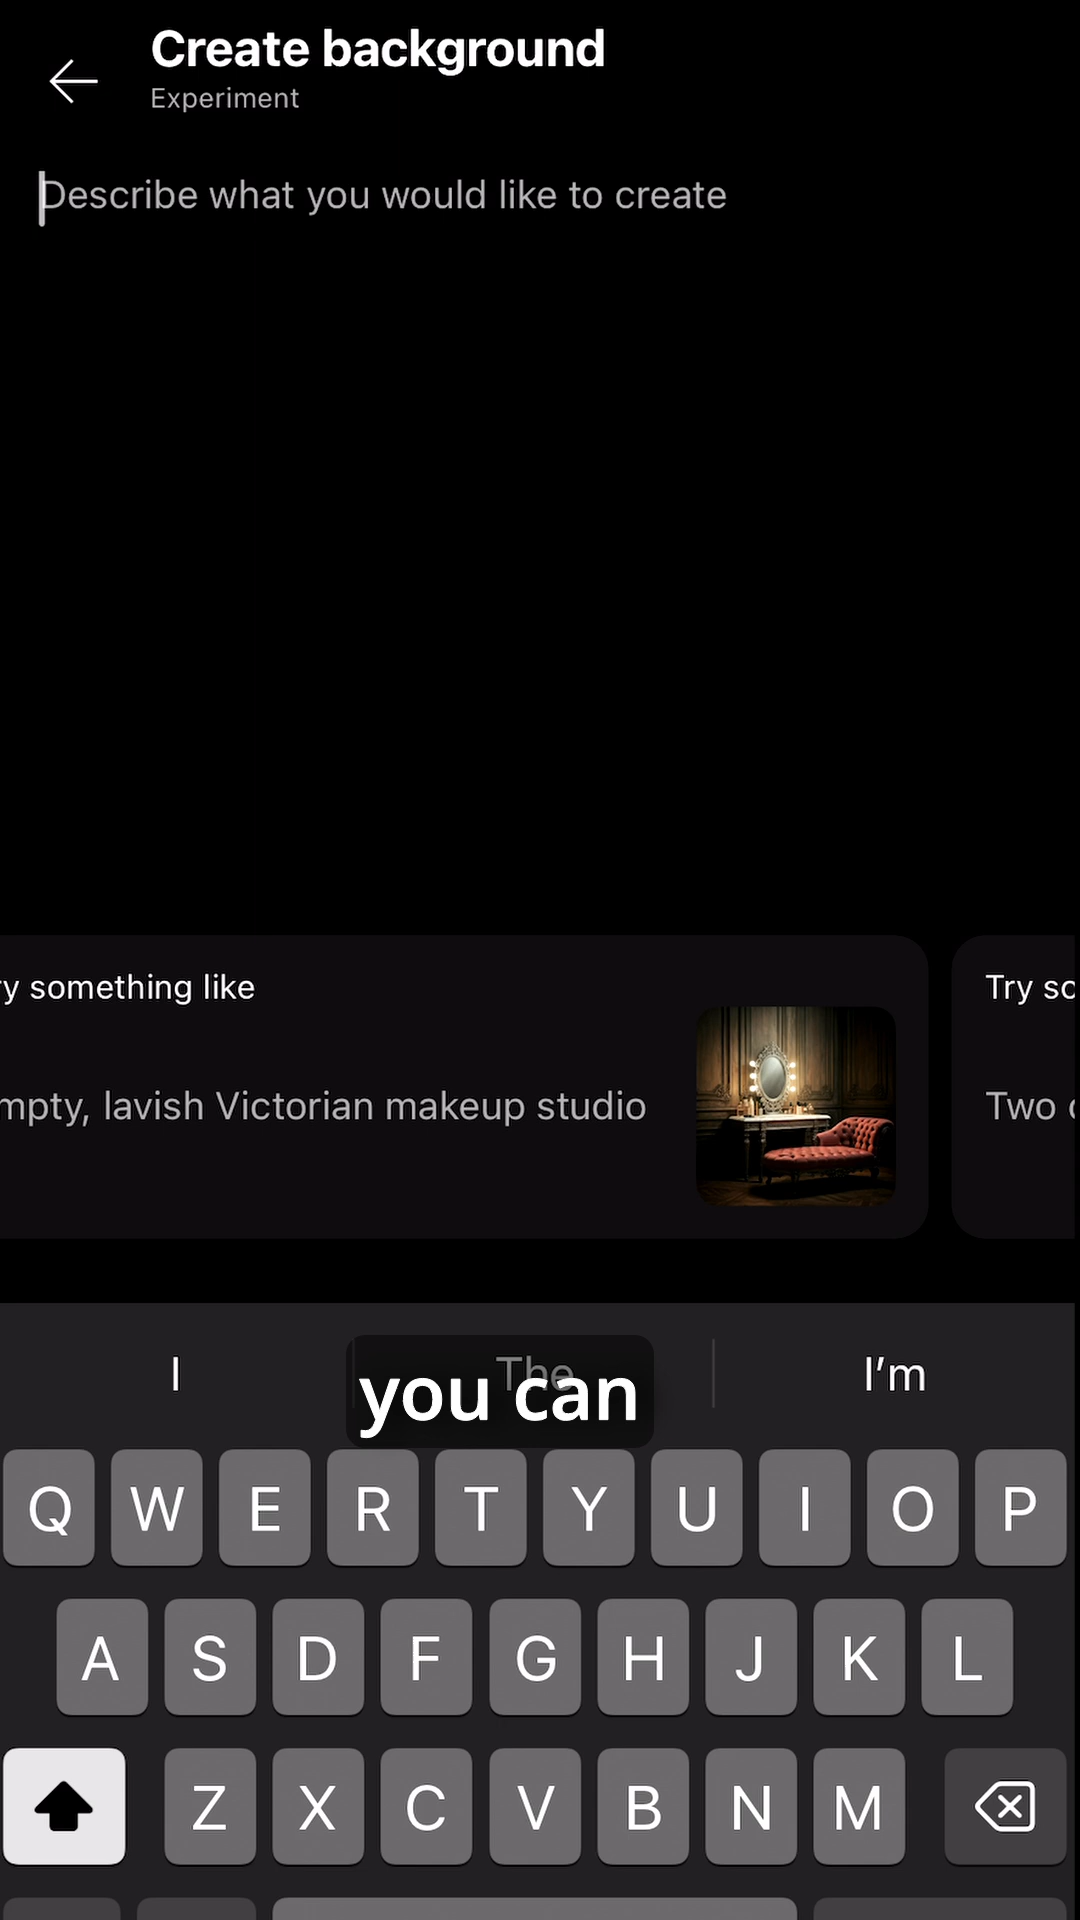 Create background
Experiment
Describe what you would like to create
ry something like
mpty, lavish Victorian makeup studio
Try so
Two
I
The
I’m
you can
Q W E R T Y U I O P
A S D F G H J K L
Z X C V B N M